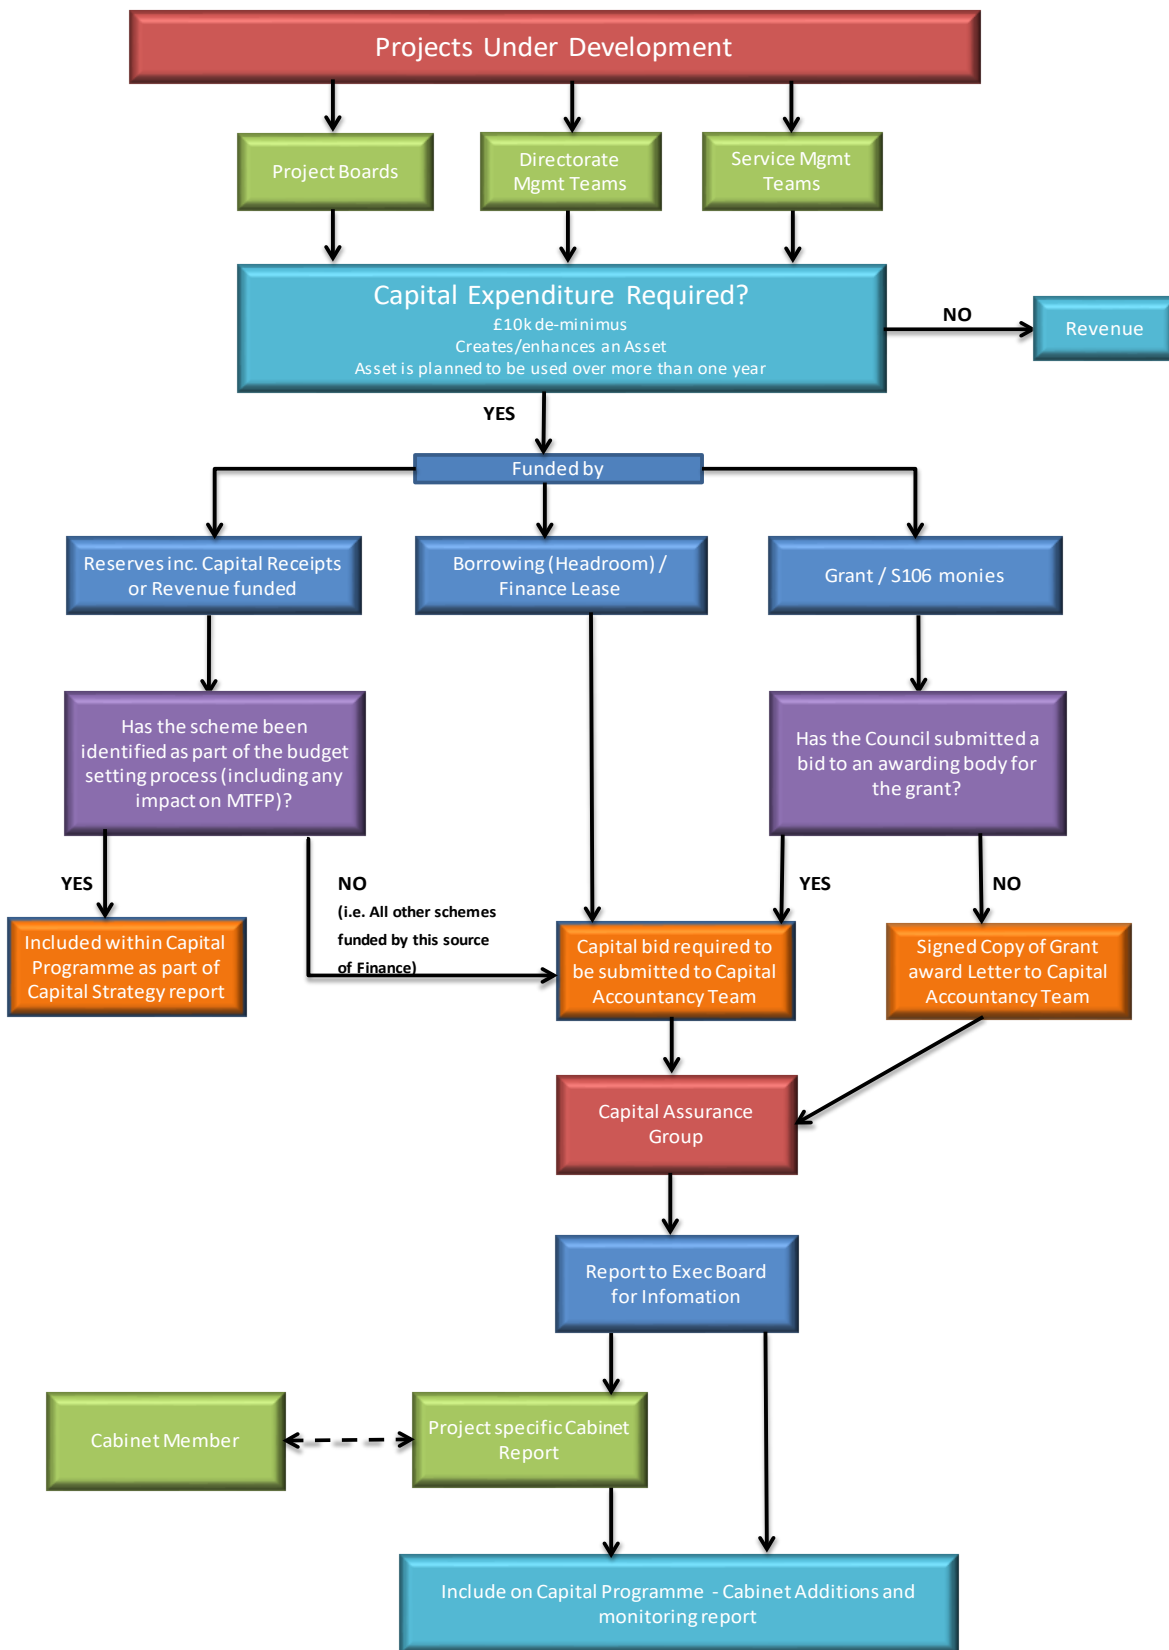 Projects Under Development
Project Boards
Directorate
Mgmt Teams
Service Mgmt
Teams
Capital Expenditure Required?
£10k de-minimus
Creates/enhances an Asset
Asset is planned to be used over more than one year
NO
Revenue
YES
Funded by
Reserves inc. Capital Receipts
or Revenue funded
Borrowing (Headroom) /
Finance Lease
Grant / S106 monies
Has the scheme been
identified as part of the budget
setting process (including any
impact on MTFP)?
Has the Council submitted a
bid to an awarding body for
the grant?
YES
NO
(i.e. All other schemes
funded by this source
of Finance)
YES
NO
Included within Capital
Programme as part of
Capital Strategy report
Capital bid required to
be submitted to Capital
Accountancy Team
Signed Copy of Grant
award Letter to Capital
Accountancy Team
Capital Assurance
Group
Report to Exec Board
for Infomation
Cabinet Member
Project specific Cabinet
Report
Include on Capital Programme - Cabinet Additions and
monitoring report